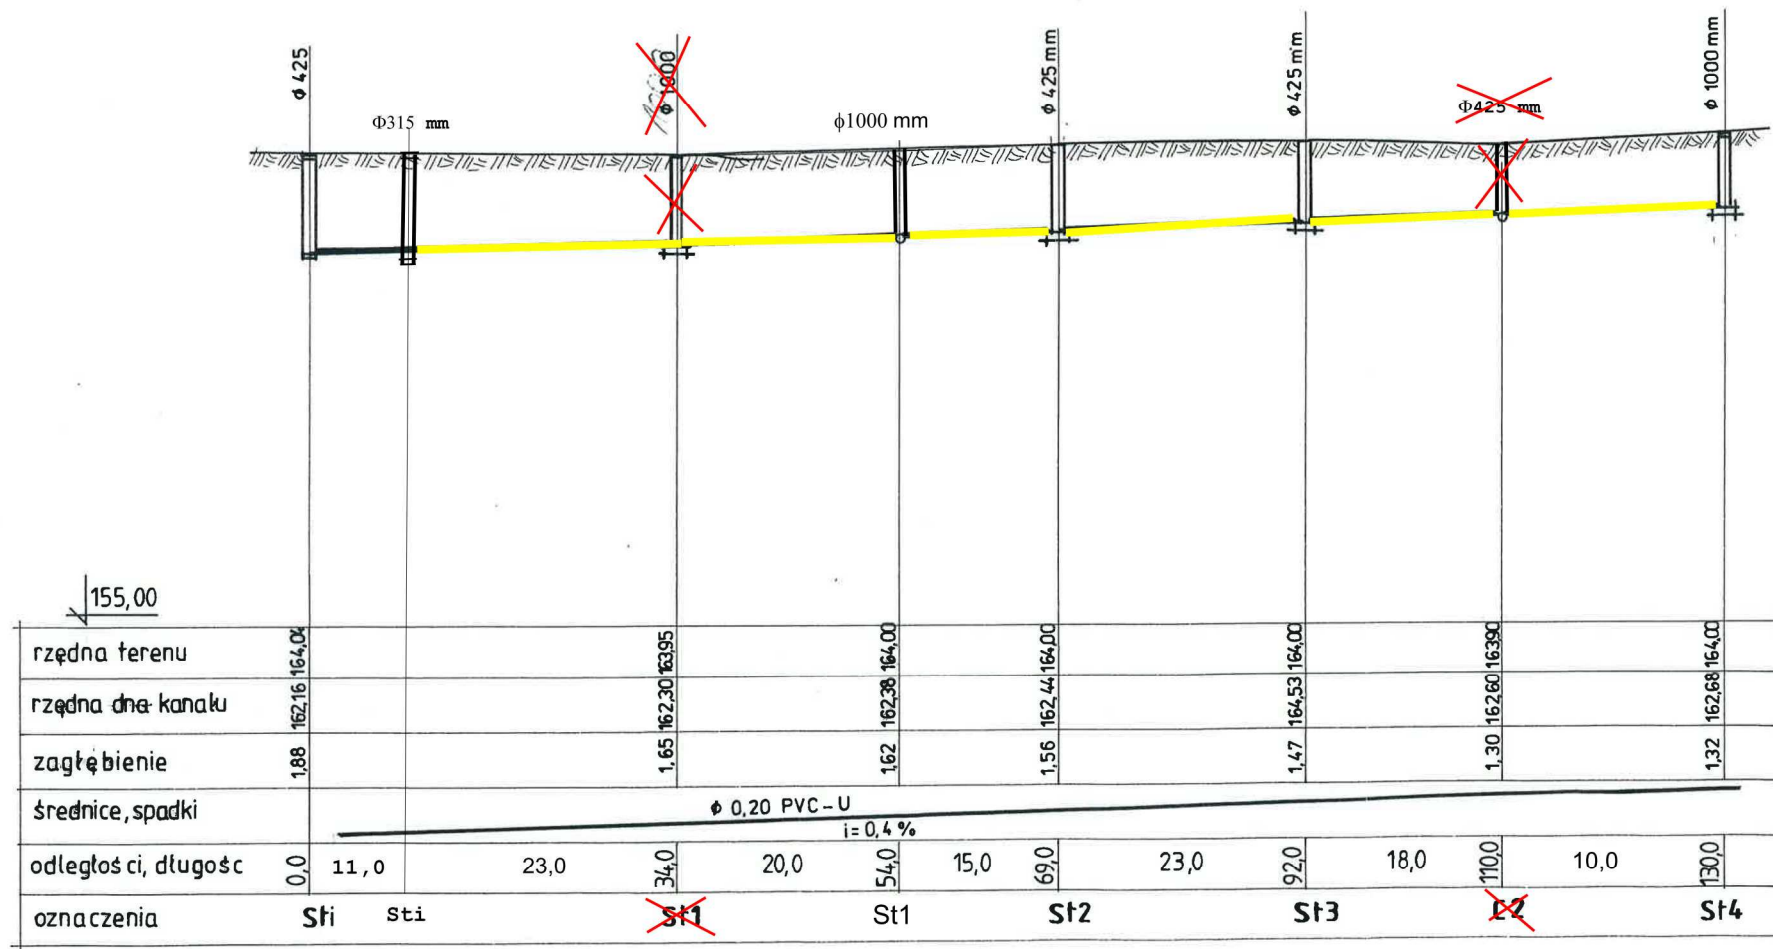 ϕ 425
Φ315 mm
ϕ 1000
ϕ1000 mm
ϕ 425 mm
ϕ 425 mm
Φ425 mm
ϕ 1000 mm
155,00
rzędna terenu 164,04 163,95 164,00 164,00 164,00 163,90 164,00
rzędna dna kanału 162,16 162,30 162,38 162,44 164,53 162,60 162,68
zagłębienie 1,88 1,65 1,62 1,56 1,47 1,30 1,32
średnice, spadki ϕ 0,20 PVC-U
i=0,4 %
odległości, długośc 0,0 11,0 23,0 34,0 20,0 54,0 15,0 69,0 23,0 92,0 18,0 110,0 10,0 130,0
oznaczenia Sti Sti St1 St1 St2 St3 St4